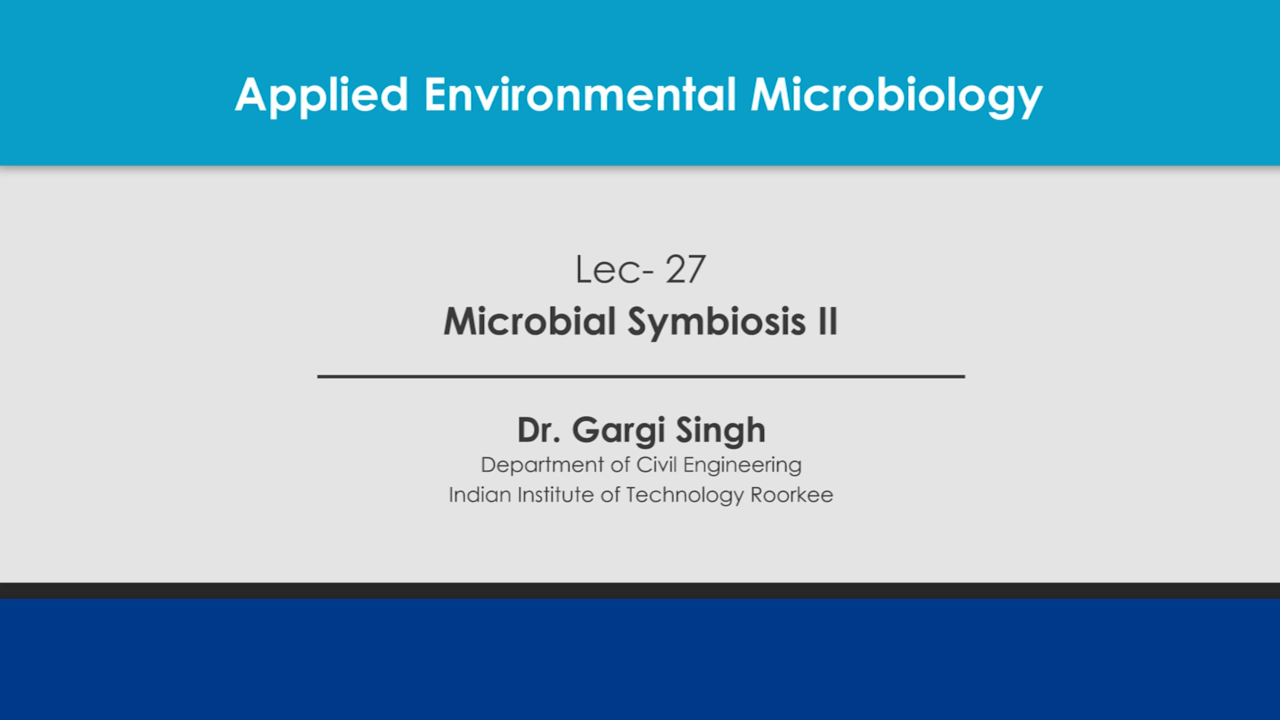 Applied Environmental Microbiology
Lec- 27
Microbial Symbiosis II
Dr. Gargi Singh
Department of Civil Engineering
Indian Institute of Technology Roorkee